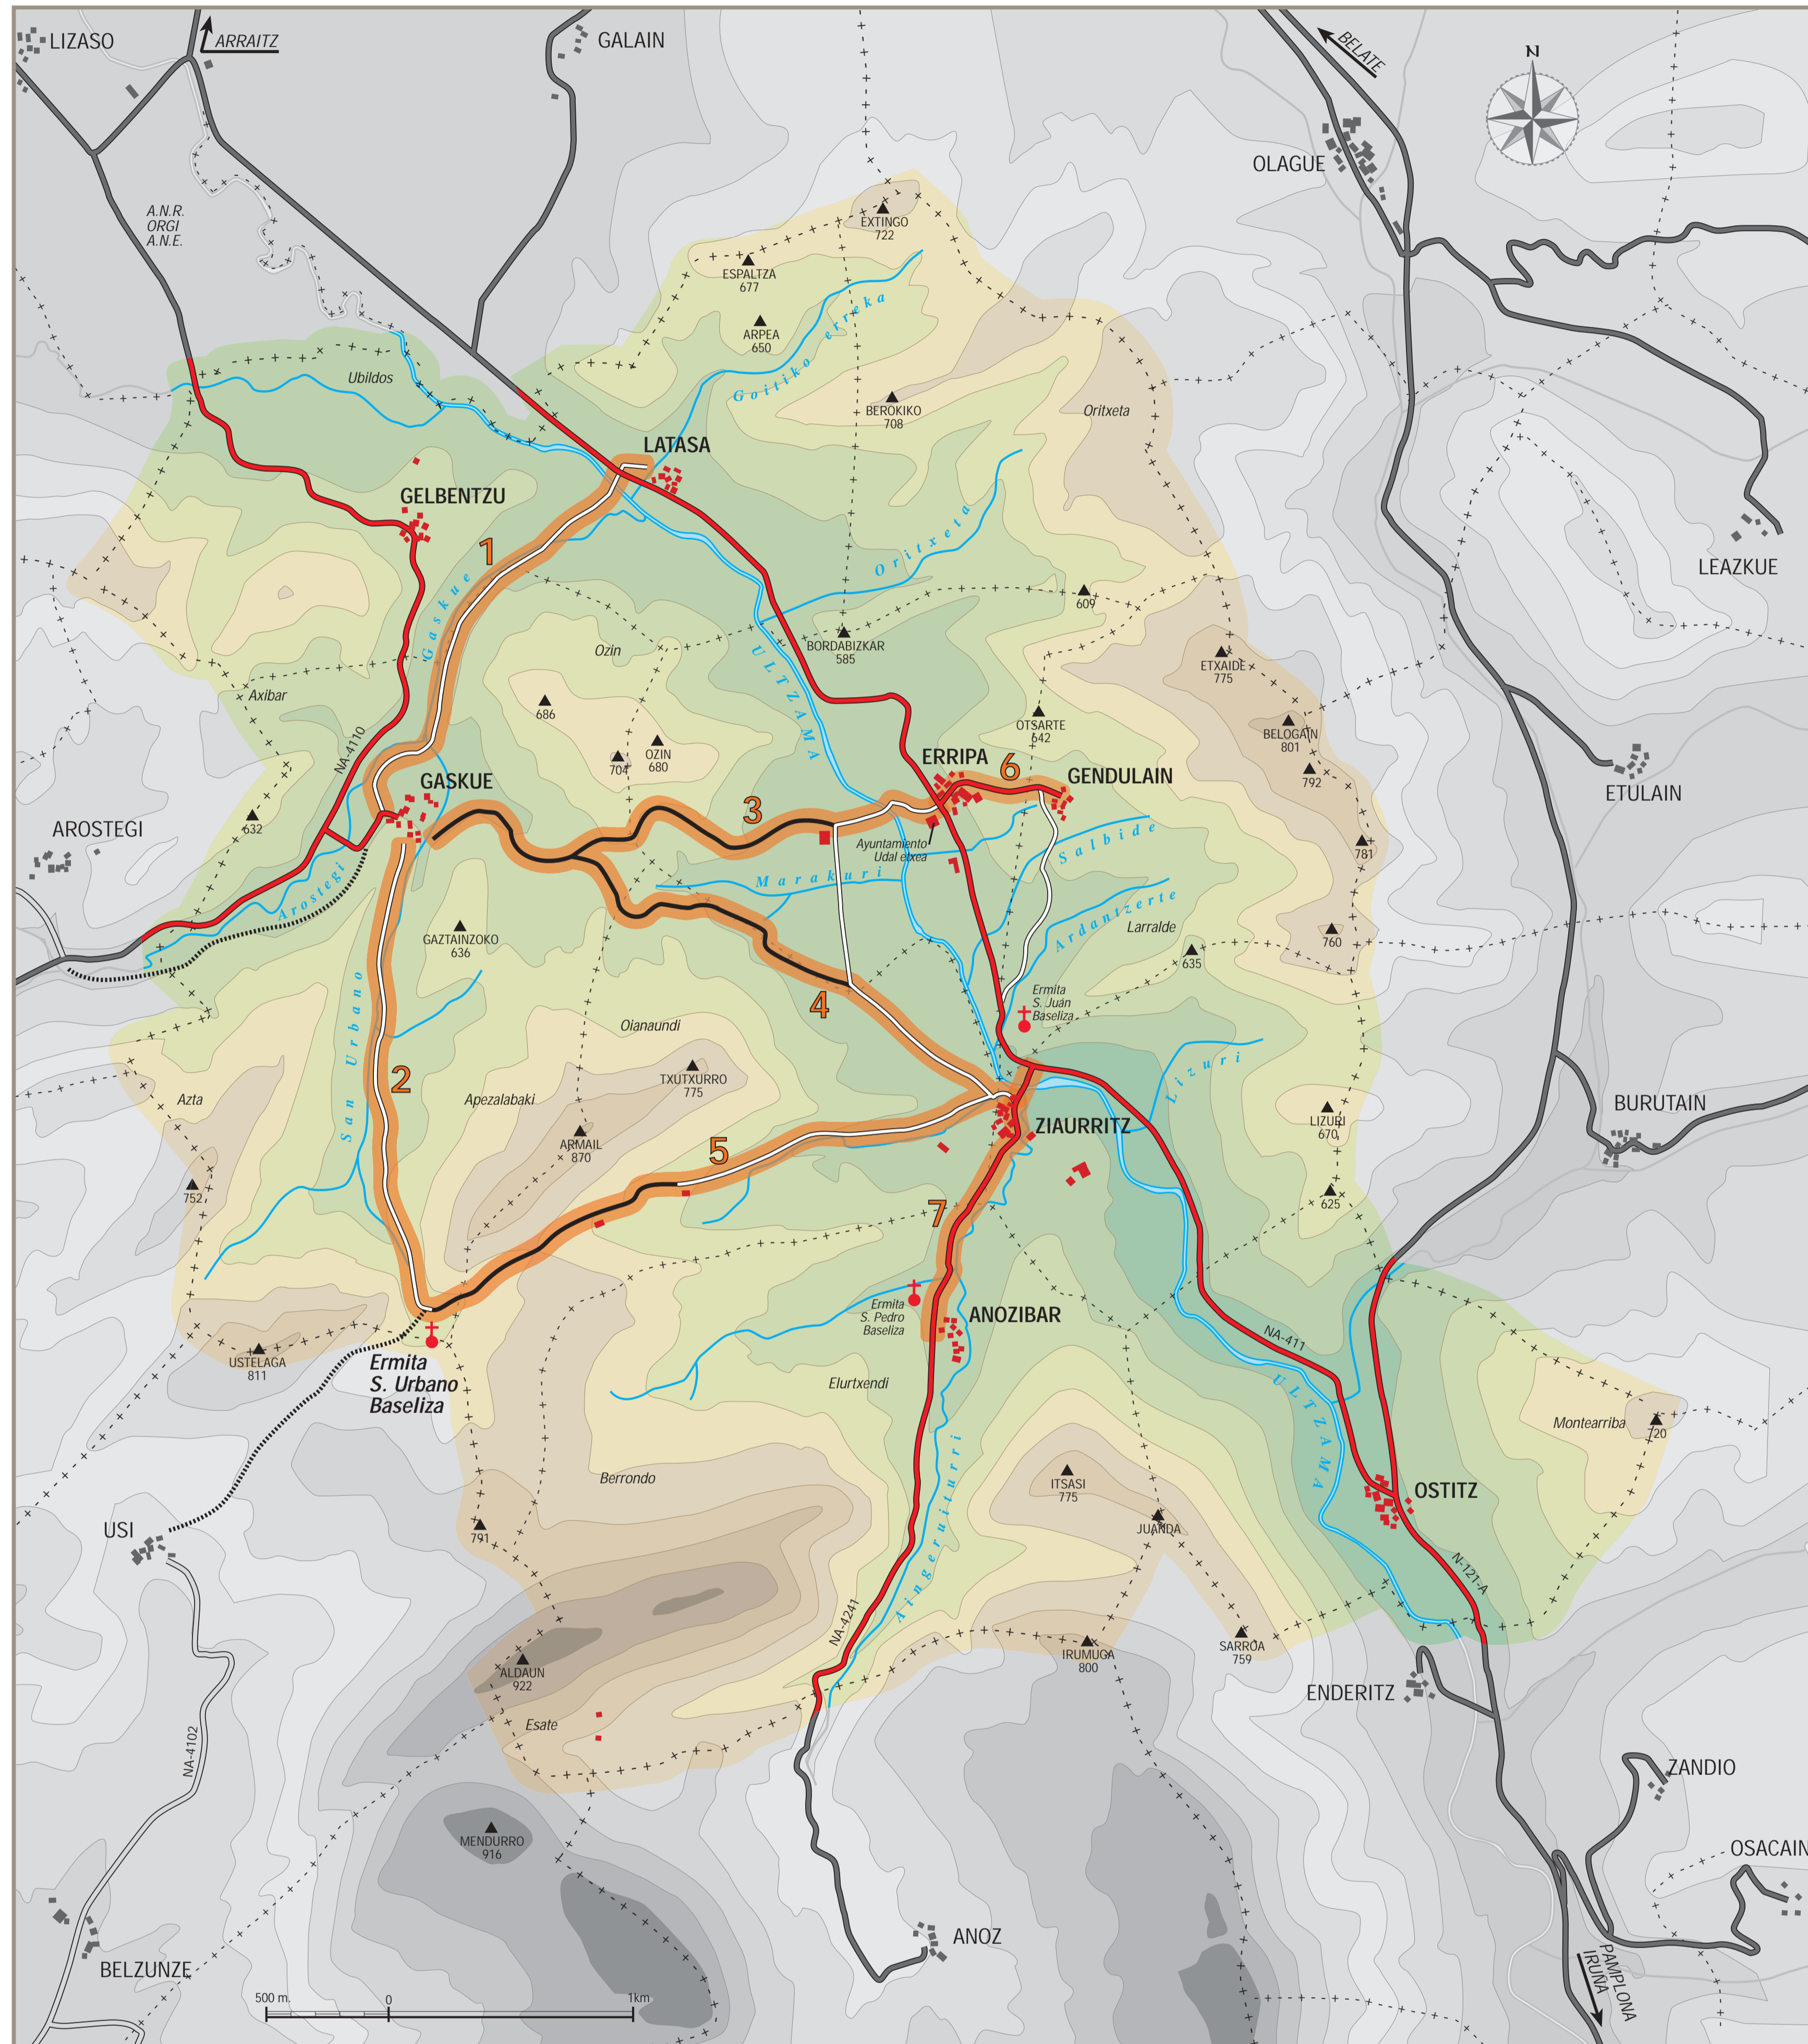 LIZASO
ARRAITZ
GALAIN
BELATE
N
OLAGUE
A.N.R.
ORGI
A.N.E.
EXTINGO
722
ESPALTZA
677
ARPEA
650
Goitiko erreka
Ubildos
BEROKIKO
708
Oritxeta
LATASA
GELBENTZU
1
Oritxeta
LEAZKUE
Gaskue
609
BORDABIZKAR
585
Ozin
ULTZAMA
ETXAIDE
775
Axibar
686
OTSARTE
642
BELOGAIN
801
NA-4110
704
OZIN
680
ERRIPA
6
GENDULAIN
792
GASKUE
ETULAIN
632
3
AROSTEGI
Ayuntamiento
Udal etxea
Salbide
781
Marakuri
Arostegi
Ardantzerte
Larralde
GAZTAINZOKO
636
760
635
4
Ermita
S. Juán
Baseliza
Oianaundi
San Urbano
Lizuri
2
TXUTXURRO
775
Azta
Apezalabaki
LIZURI
670
BURUTAIN
ZIAURRITZ
ARMAIL
870
5
752
625
7
Ermita
S. Pedro
Baseliza
ANOZIBAR
NA-411
USTELAGA
811
Ermita
S. Urbano
Baseliza
Elurtxendi
ULTZAMA
Montearriba
720
Berrondo
ITSASI
775
OSTITZ
Aingeruiturri
JUANDA
USI
791
N-121-A
NA-4241
SARROA
759
IRUMUGA
800
ALDAUN
922
ENDERITZ
Esate
NA-4102
ZANDIO
MENDURRO
916
OSACAIN
ANOZ
BELZUNZE
PAMPLONA
IRUÑA
500 m.
0
1km